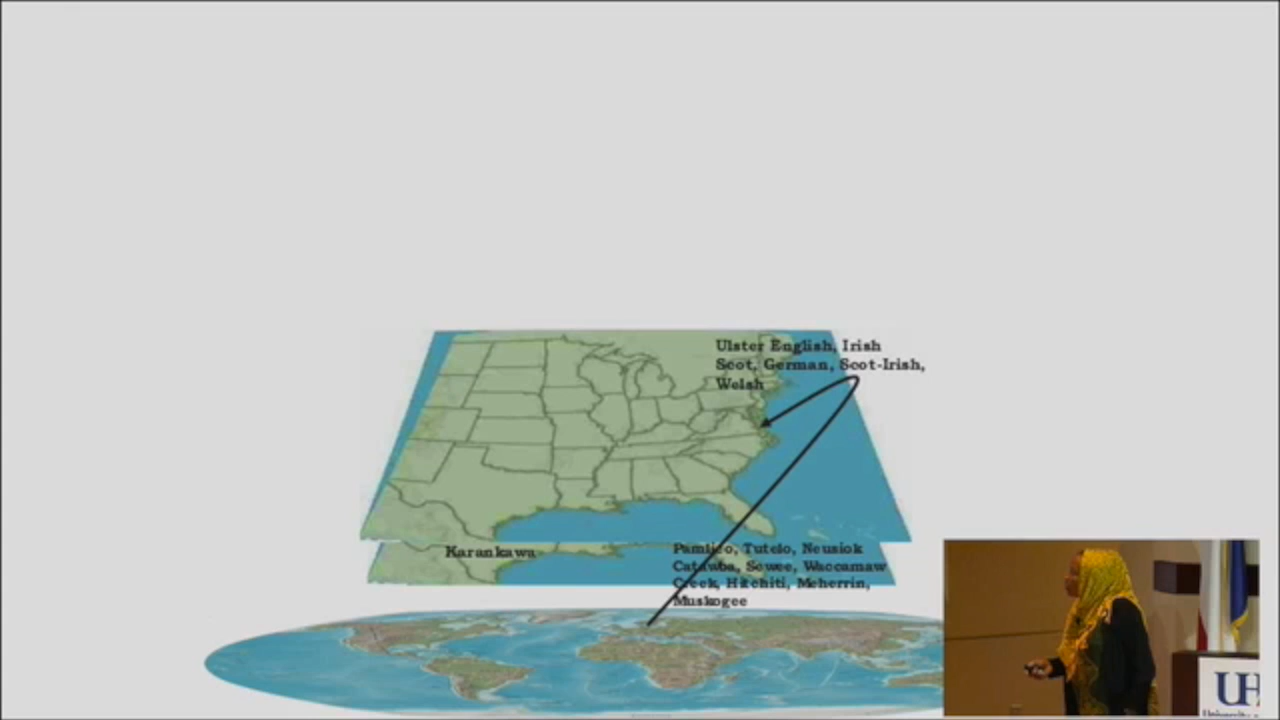 Ulster English, Irish
Scot, German, Scot-Irish,
Welsh
Karankawa
Pamlico, Tutelo, Neusiok
Catawba, Sewee, Waccamaw
Creek, Hitchiti, Meherrin,
Muskogee
UH